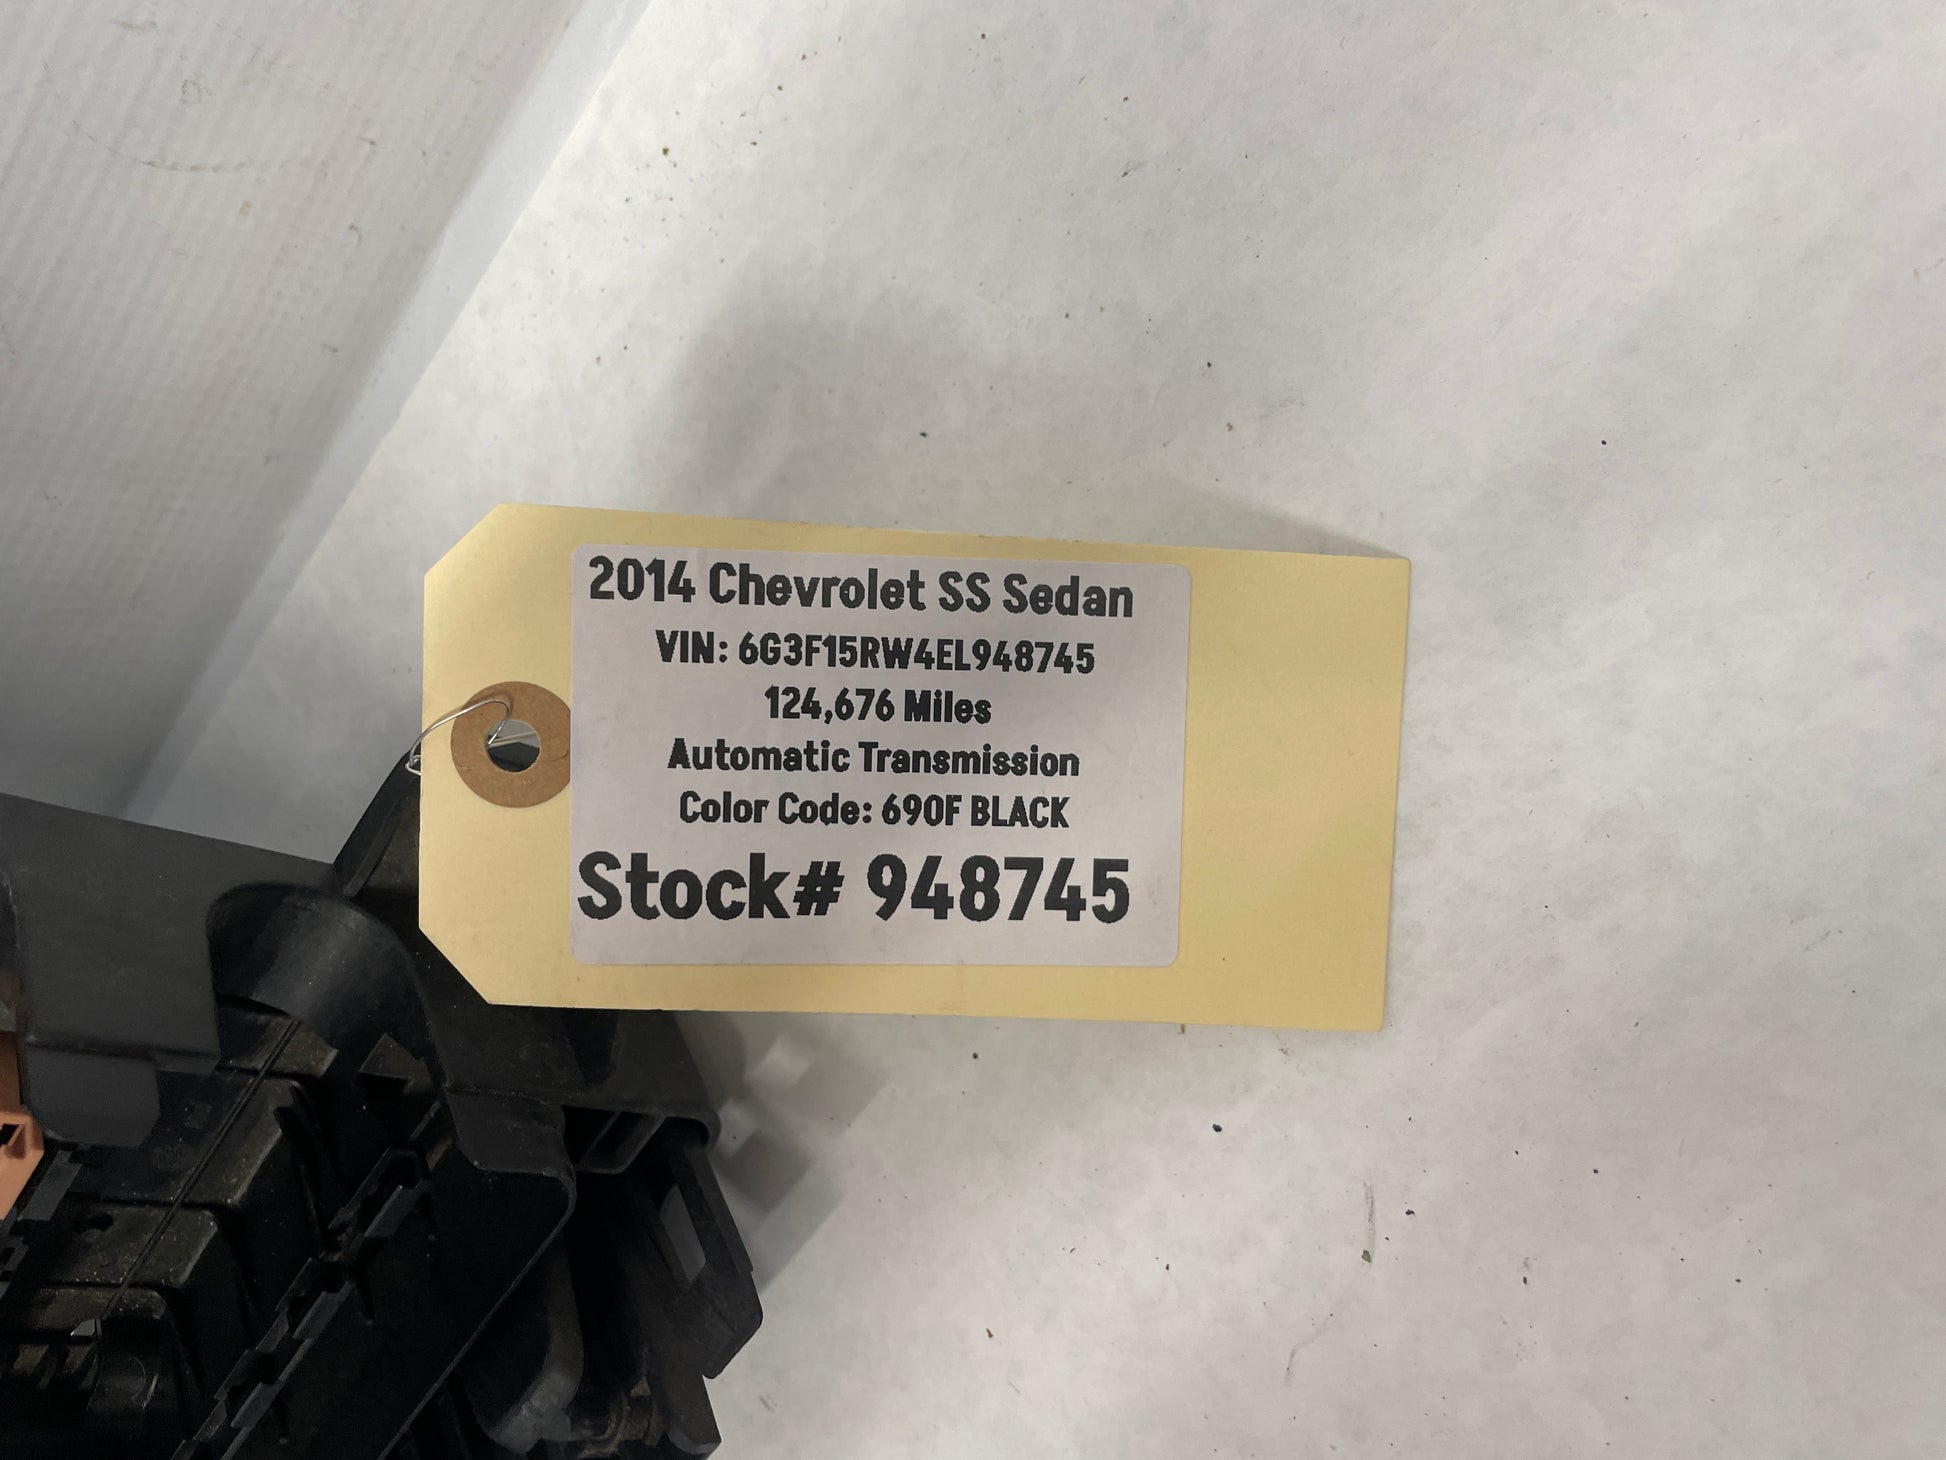 2014 Chevrolet SS Sedan
VIN: 6G3F15RW4EL948745
124,676 Miles
Automatic Transmission
Color Code: 690F BLACK
Stock# 948745